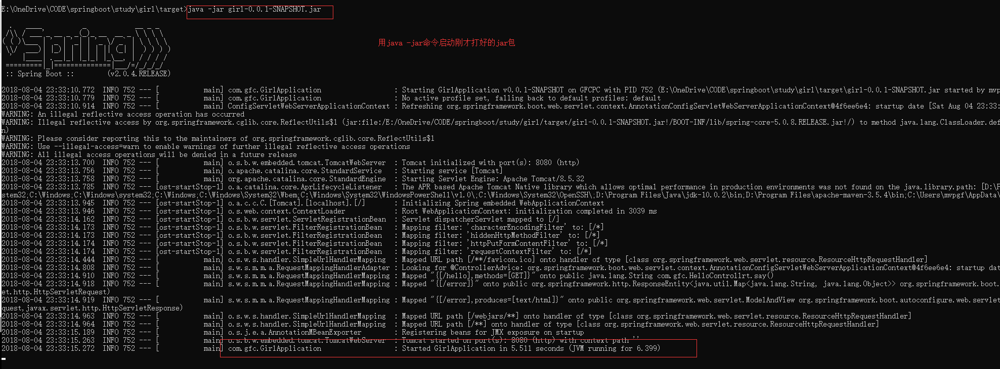 E:\OneDrive\CODE\springboot\study\girl\target>java -jar girl-0.0.1-SNAPSHOT.jar
用java -jar命令启动刚才打好的jar包
:: Spring Boot ::        (v2.0.4.RELEASE)
2018-08-04 23:33:10.772  INFO 752 --- [           main] com.gfc.GirlApplication                  : Starting GirlApplication v0.0.1-SNAPSHOT on GFCPC with PID 752 (E:\OneDrive\CODE\springboot\study\girl\target\girl-0.0.1-SNAPSHOT.jar started by mvp
2018-08-04 23:33:10.779  INFO 752 --- [           main] com.gfc.GirlApplication                  : No active profile set, falling back to default profiles: default
2018-08-04 23:33:10.914  INFO 752 --- [           main] ConfigServletWebServerApplicationContext : Refreshing org.springframework.boot.web.servlet.context.AnnotationConfigServletWebServerApplicationContext@4f6ee6e4: startup date [Sat Aug 04 23:33:
WARNING: An illegal reflective access operation has occurred
WARNING: Illegal reflective access by org.springframework.cglib.core.ReflectUtils$1 (jar:file:/E:/OneDrive/CODE/springboot/study/girl/target/girl-0.0.1-SNAPSHOT.jar!/BOOT-INF/lib/spring-core-5.0.8.RELEASE.jar!/) to method java.lang.ClassLoader.def
n)
WARNING: Please consider reporting this to the maintainers of org.springframework.cglib.core.ReflectUtils$1
WARNING: Use --illegal-access=warn to enable warnings of further illegal reflective access operations
WARNING: All illegal access operations will be denied in a future release
2018-08-04 23:33:13.700  INFO 752 --- [           main] o.s.b.w.embedded.tomcat.TomcatWebServer  : Tomcat initialized with port(s): 8080 (http)
2018-08-04 23:33:13.756  INFO 752 --- [           main] o.apache.catalina.core.StandardService   : Starting service [Tomcat]
2018-08-04 23:33:13.758  INFO 752 --- [           main] org.apache.catalina.core.StandardEngine  : Starting Servlet Engine: Apache Tomcat/8.5.32
2018-08-04 23:33:13.785  INFO 752 --- [ost-startStop-1] o.a.catalina.core.AprLifecycleListener   : The APR based Apache Tomcat Native library which allows optimal performance in production environments was not found on the java.library.path: [D:\P
stem32;C:\Windows;C:\Windows\system32;C:\Windows;C:\Windows\System32\Wbem;C:\Windows\System32\WindowsPowerShell\v1.0\;C:\Windows\System32\OpenSSH\;D:\Program Files\Java\jdk-10.0.2\bin;D:\Program Files\apache-maven-3.5.4\bin;C:\Users\mvpgf\AppData\
2018-08-04 23:33:13.945  INFO 752 --- [ost-startStop-1] o.a.c.c.C.[Tomcat].[localhost].[/]       : Initializing Spring embedded WebApplicationContext
2018-08-04 23:33:13.946  INFO 752 --- [ost-startStop-1] o.s.web.context.ContextLoader            : Root WebApplicationContext: initialization completed in 3039 ms
2018-08-04 23:33:14.162  INFO 752 --- [ost-startStop-1] o.s.b.w.servlet.ServletRegistrationBean  : Servlet dispatcherServlet mapped to [/]
2018-08-04 23:33:14.173  INFO 752 --- [ost-startStop-1] o.s.b.w.servlet.FilterRegistrationBean   : Mapping filter: 'characterEncodingFilter' to: [/*]
2018-08-04 23:33:14.173  INFO 752 --- [ost-startStop-1] o.s.b.w.servlet.FilterRegistrationBean   : Mapping filter: 'hiddenHttpMethodFilter' to: [/*]
2018-08-04 23:33:14.174  INFO 752 --- [ost-startStop-1] o.s.b.w.servlet.FilterRegistrationBean   : Mapping filter: 'httpPutFormContentFilter' to: [/*]
2018-08-04 23:33:14.174  INFO 752 --- [ost-startStop-1] o.s.b.w.servlet.FilterRegistrationBean   : Mapping filter: 'requestContextFilter' to: [/*]
2018-08-04 23:33:14.444  INFO 752 --- [           main] o.s.w.s.handler.SimpleUrlHandlerMapping  : Mapped URL path [/**/favicon.ico] onto handler of type [class org.springframework.web.servlet.resource.ResourceHttpRequestHandler]
2018-08-04 23:33:14.808  INFO 752 --- [           main] s.w.s.m.m.a.RequestMappingHandlerAdapter : Looking for @ControllerAdvice: org.springframework.boot.web.servlet.context.AnnotationConfigServletWebServerApplicationContext@4f6ee6e4: startup dat
2018-08-04 23:33:14.910  INFO 752 --- [           main] s.w.s.m.m.a.RequestMappingHandlerMapping : Mapped "{[/hello],methods=[GET]}" onto public java.lang.String com.gfc.HelloControllrt.say()
2018-08-04 23:33:14.918  INFO 752 --- [           main] s.w.s.m.m.a.RequestMappingHandlerMapping : Mapped "{[/error]}" onto public org.springframework.http.ResponseEntity<java.util.Map<java.lang.String, java.lang.Object>> org.springframework.boot.
et.http.HttpServletRequest)
2018-08-04 23:33:14.919  INFO 752 --- [           main] s.w.s.m.m.a.RequestMappingHandlerMapping : Mapped "{[/error],produces=[text/html]}" onto public org.springframework.web.servlet.ModelAndView org.springframework.boot.autoconfigure.web.servlet
quest,javax.servlet.http.HttpServletResponse)
2018-08-04 23:33:14.963  INFO 752 --- [           main] o.s.w.s.handler.SimpleUrlHandlerMapping  : Mapped URL path [/webjars/**] onto handler of type [class org.springframework.web.servlet.resource.ResourceHttpRequestHandler]
2018-08-04 23:33:14.964  INFO 752 --- [           main] o.s.w.s.handler.SimpleUrlHandlerMapping  : Mapped URL path [/**] onto handler of type [class org.springframework.web.servlet.resource.ResourceHttpRequestHandler]
2018-08-04 23:33:15.189  INFO 752 --- [           main] o.s.j.e.a.AnnotationMBeanExporter        : Registering beans for JMX exposure on startup
2018-08-04 23:33:15.263  INFO 752 --- [           main] o.s.b.w.embedded.tomcat.TomcatWebServer  : Tomcat started on port(s): 8080 (http) with context path ''
2018-08-04 23:33:15.272  INFO 752 --- [           main] com.gfc.GirlApplication                  : Started GirlApplication in 5.511 seconds (JVM running for 6.399)